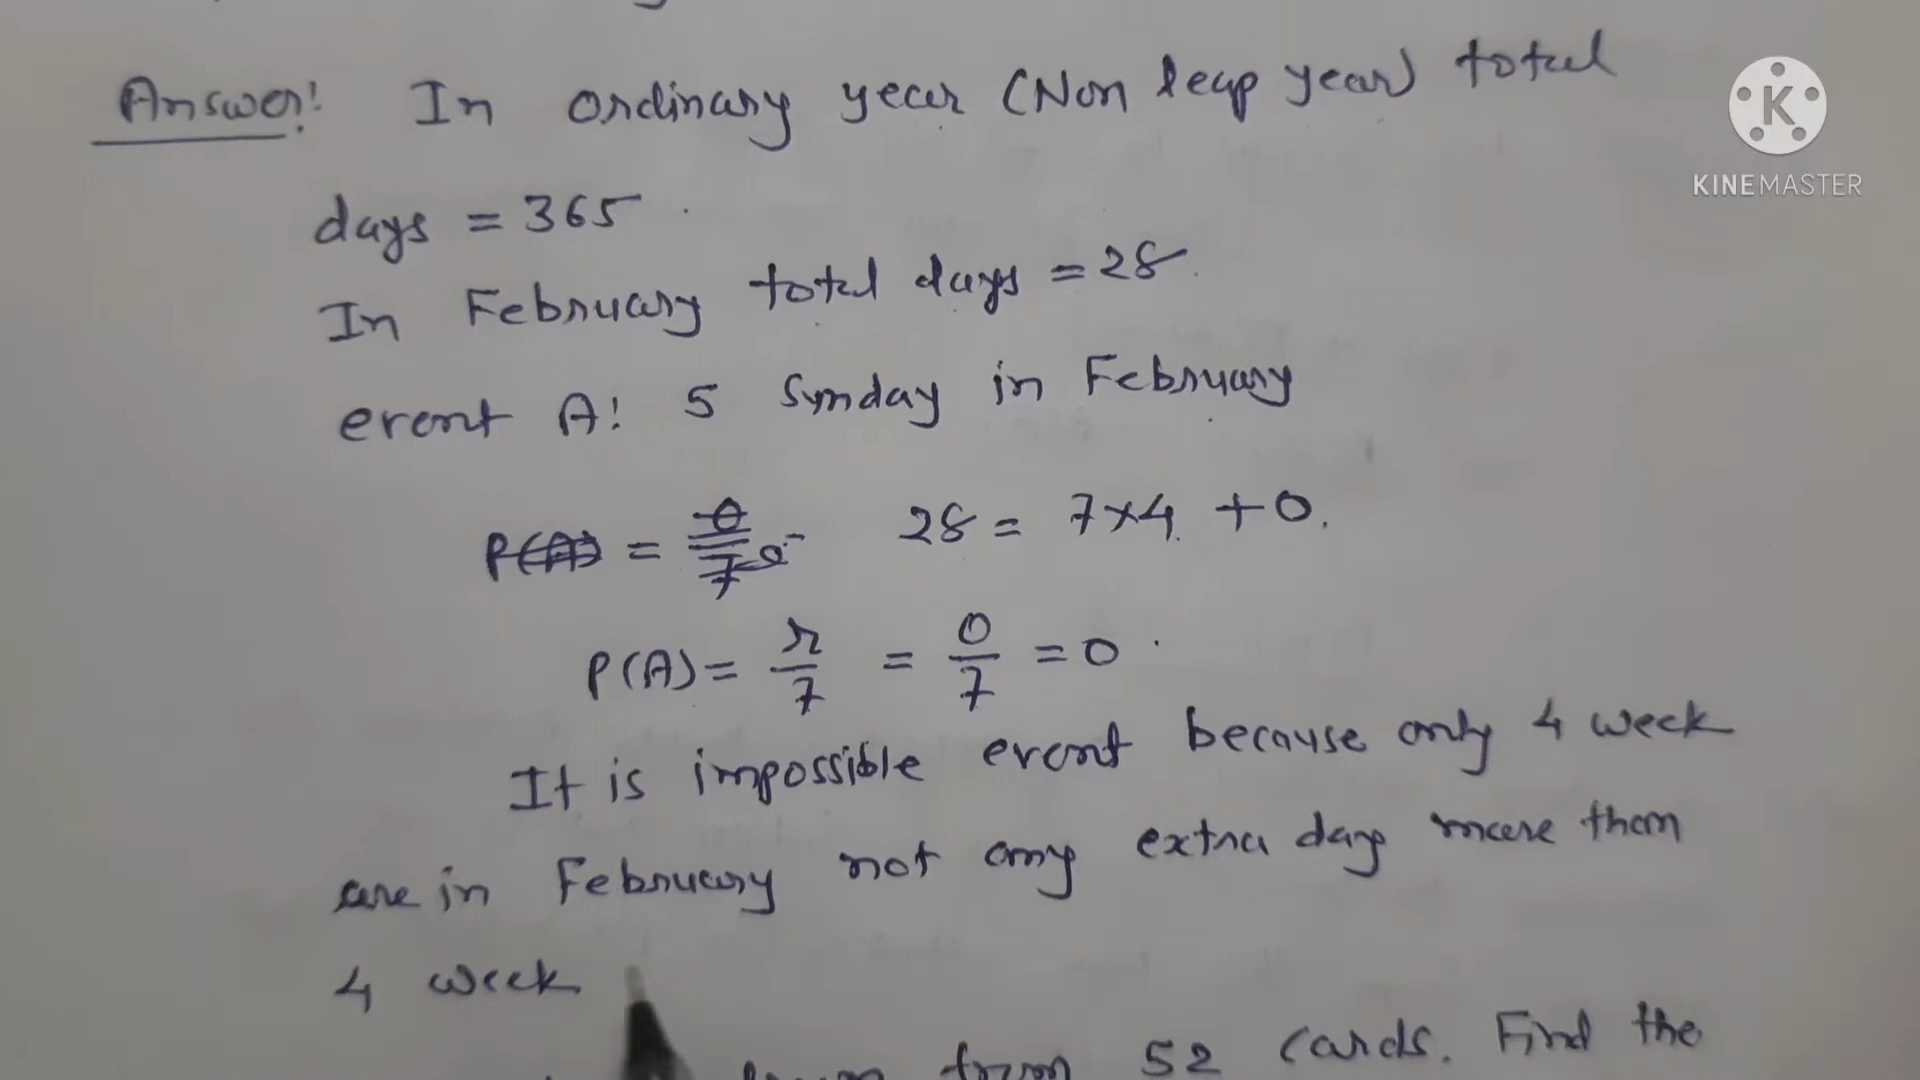 Answer: In ordinary year (Non leap year) total
days = 365
In February total days = 28
event A: 5 Sunday in February
P(A) = 0/7 28 = 7×4 + 0.
P(A) = r/7 = 0/7 = 0
It is impossible event because only 4 week
are in February not any extra day more than
4 week
drawn from 52 cards. Find the
K
KINEMASTER